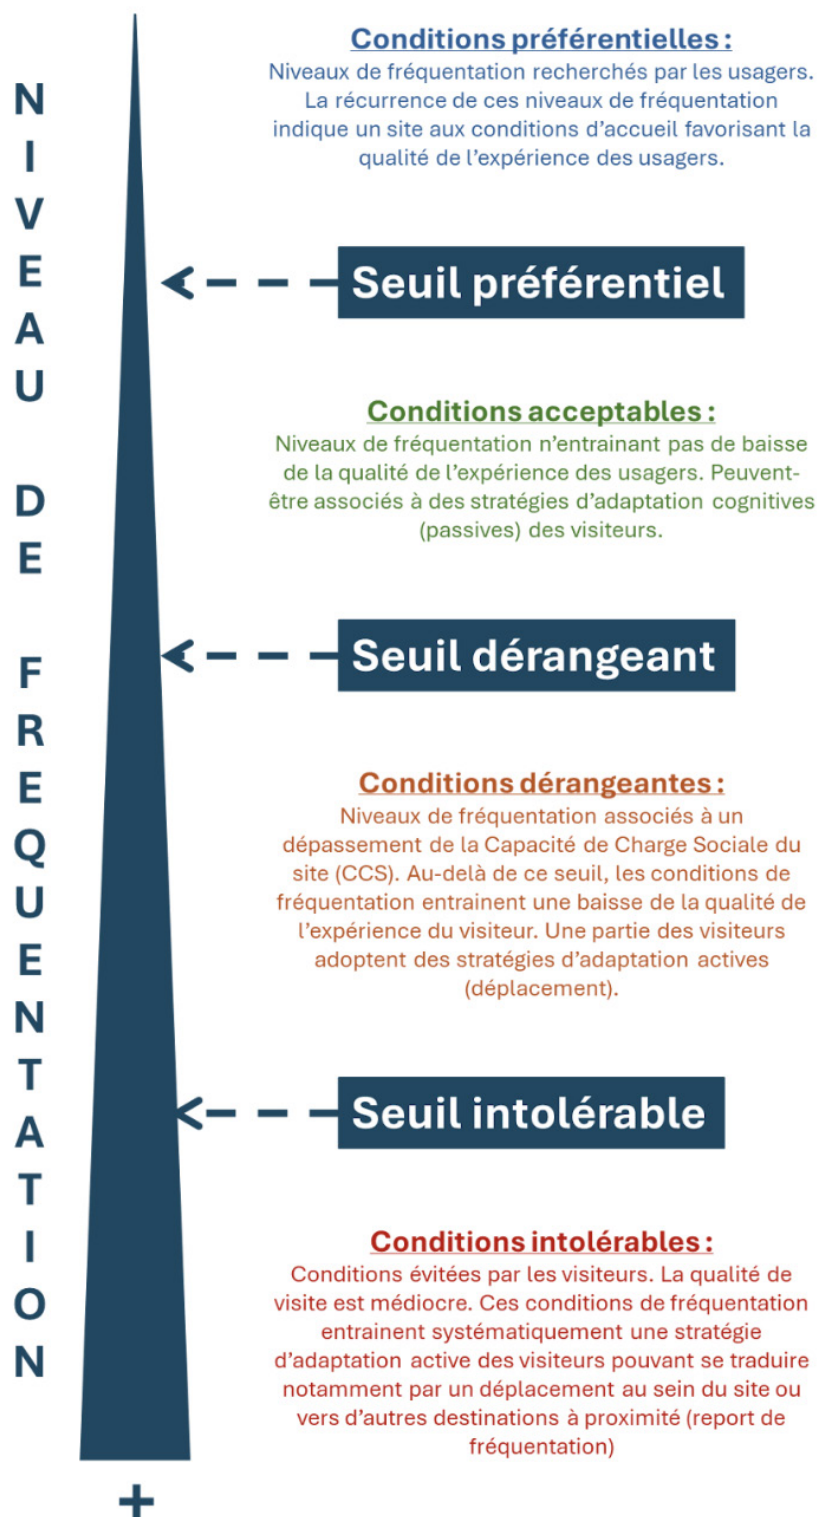 NIVEAU DE FREQUENTATION
Conditions préférentielles :
Niveaux de fréquentation recherchés par les usagers.
La récurrence de ces niveaux de fréquentation
indique un site aux conditions d'accueil favorisant la
qualité de l'expérience des usagers.
Seuil préférentiel
Conditions acceptables :
Niveaux de fréquentation n'entrainant pas de baisse
de la qualité de l'expérience des usagers. Peuvent-
être associés à des stratégies d'adaptation cognitives
(passives) des visiteurs.
Seuil dérangeant
Conditions dérangeantes :
Niveaux de fréquentation associés à un
dépassement de la Capacité de Charge Sociale du
site (CCS). Au-delà de ce seuil, les conditions de
fréquentation entrainent une baisse de la qualité de
l'expérience du visiteur. Une partie des visiteurs
adoptent des stratégies d'adaptation actives
(déplacement).
Seuil intolérable
Conditions intolérables :
Conditions évitées par les visiteurs. La qualité de
visite est médiocre. Ces conditions de fréquentation
entrainent systématiquement une stratégie
d'adaptation active des visiteurs pouvant se traduire
notamment par un déplacement au sein du site ou
vers d'autres destinations à proximité (report de
fréquentation)
+